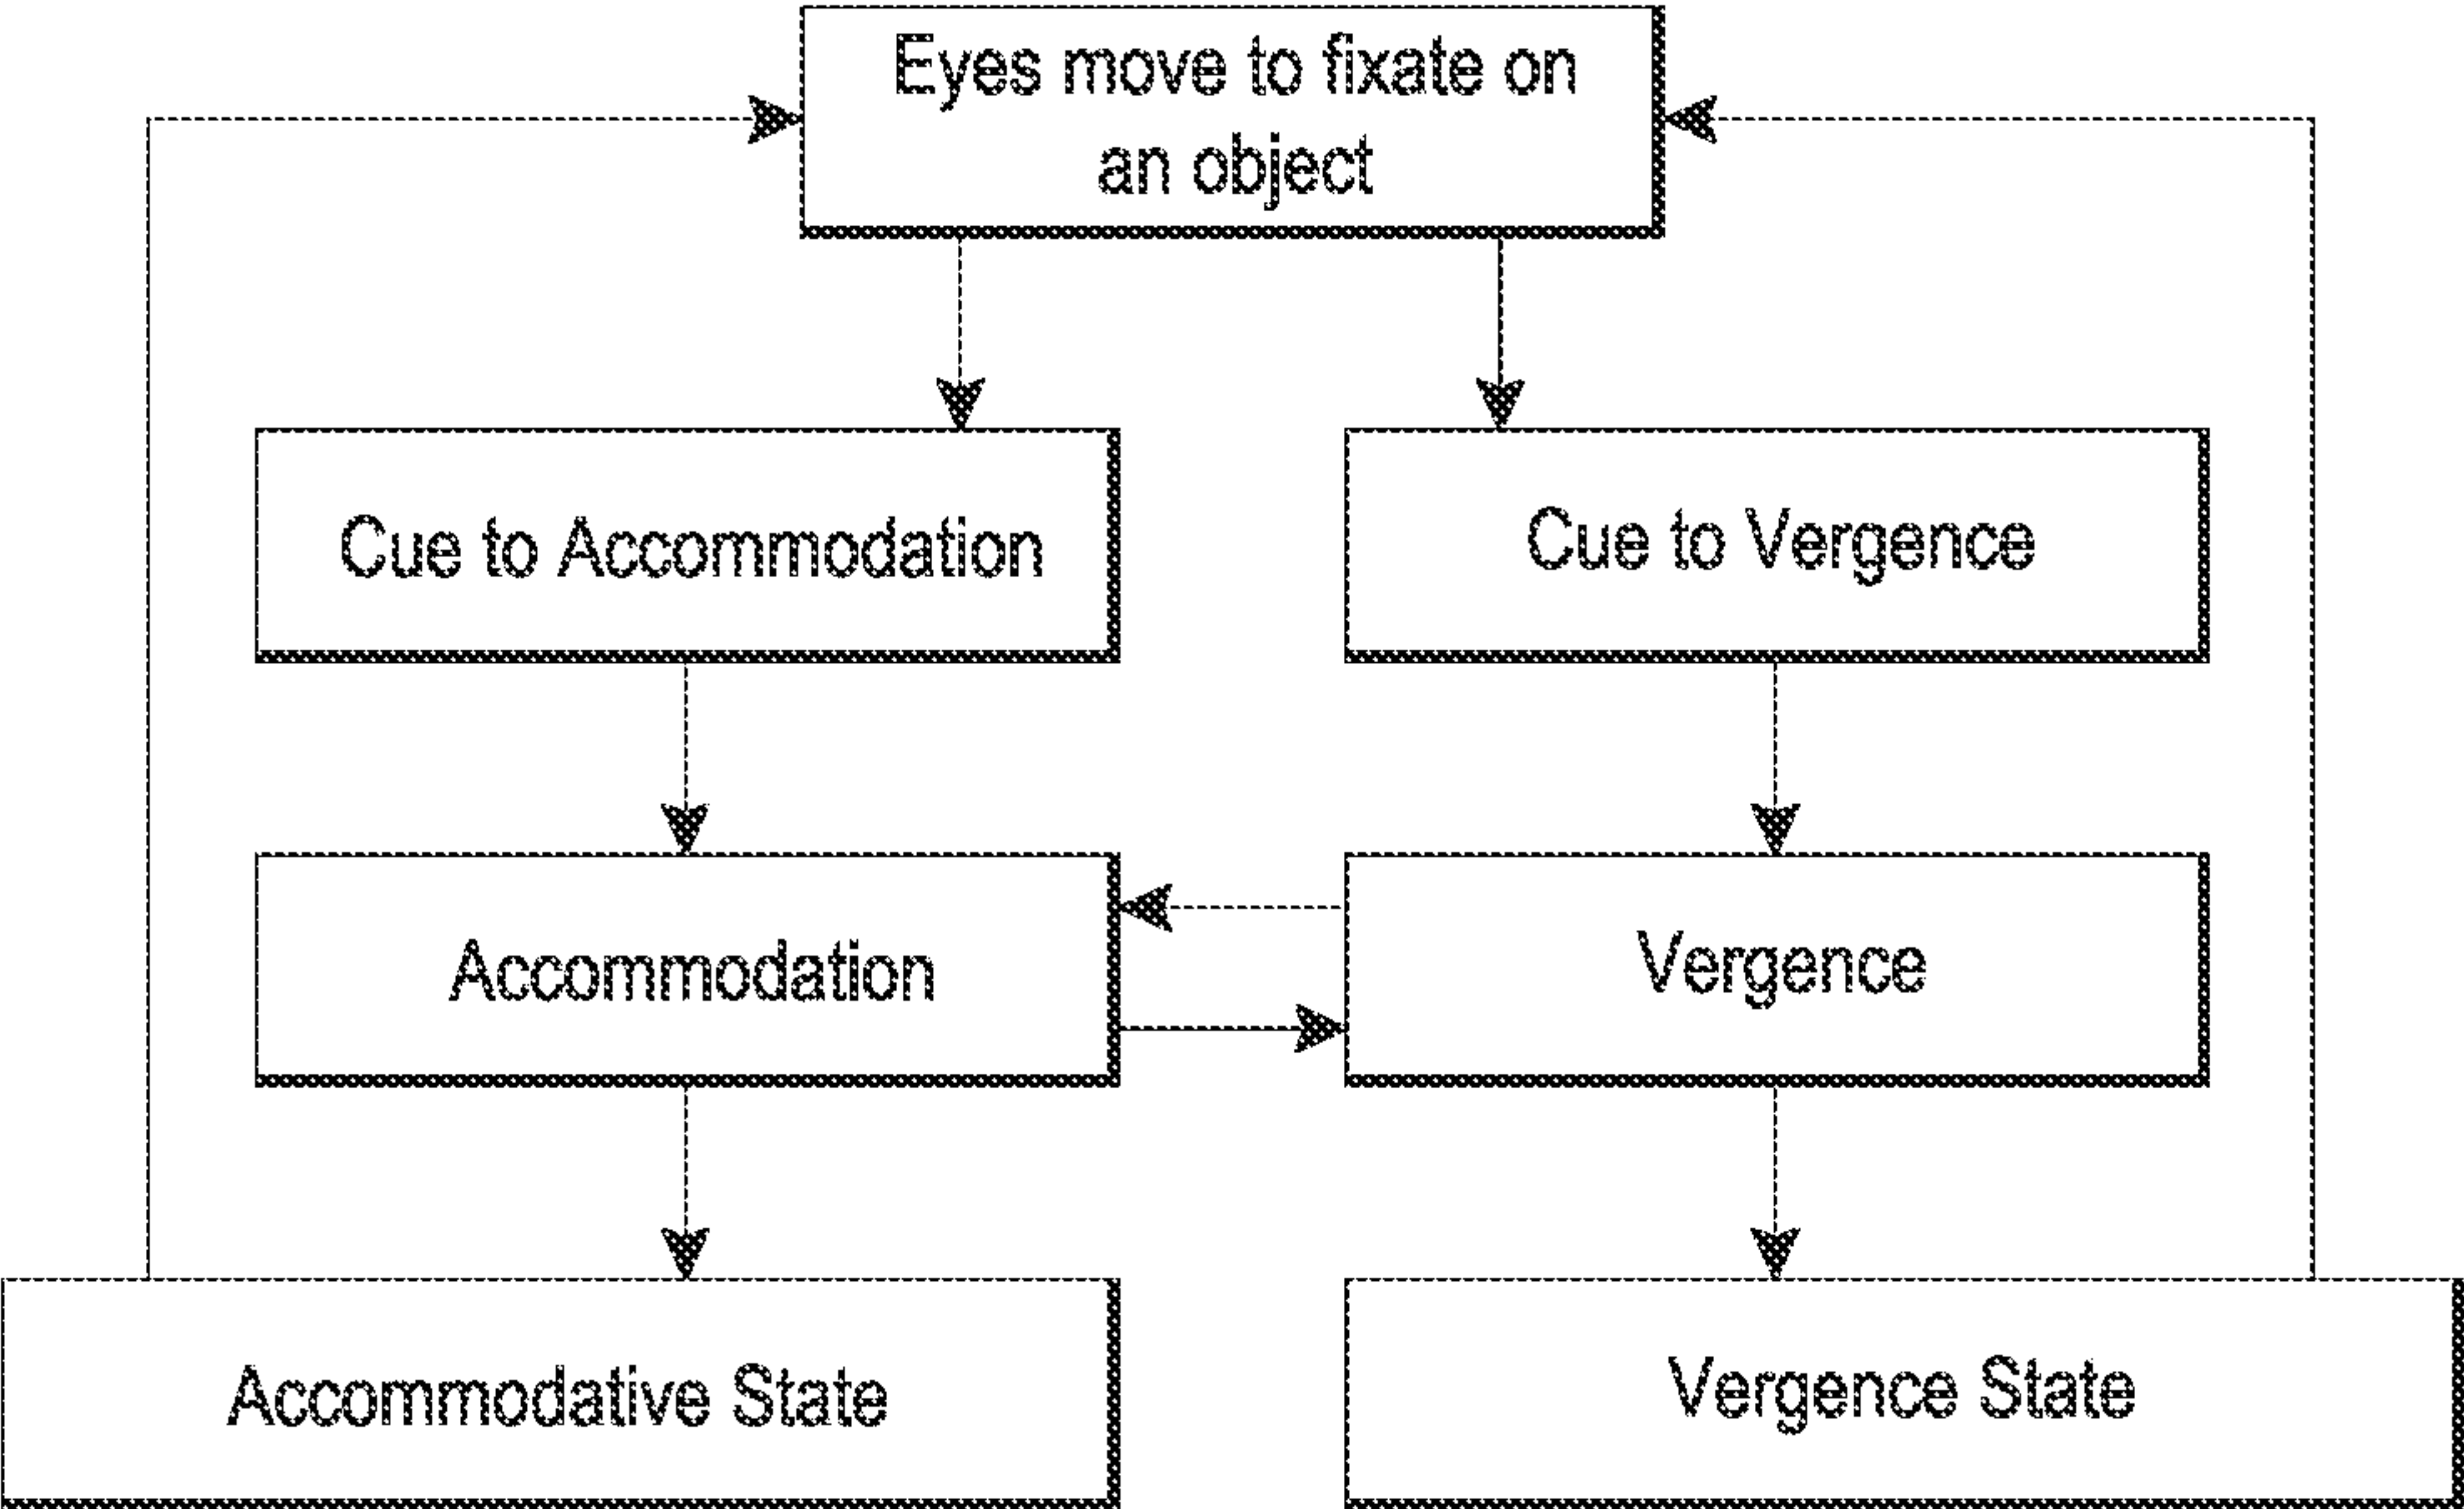 Eyes move to fixate on
an object
Cue to Accommodation
Cue to Vergence
Accommodation
Vergence
Accommodative State
Vergence State